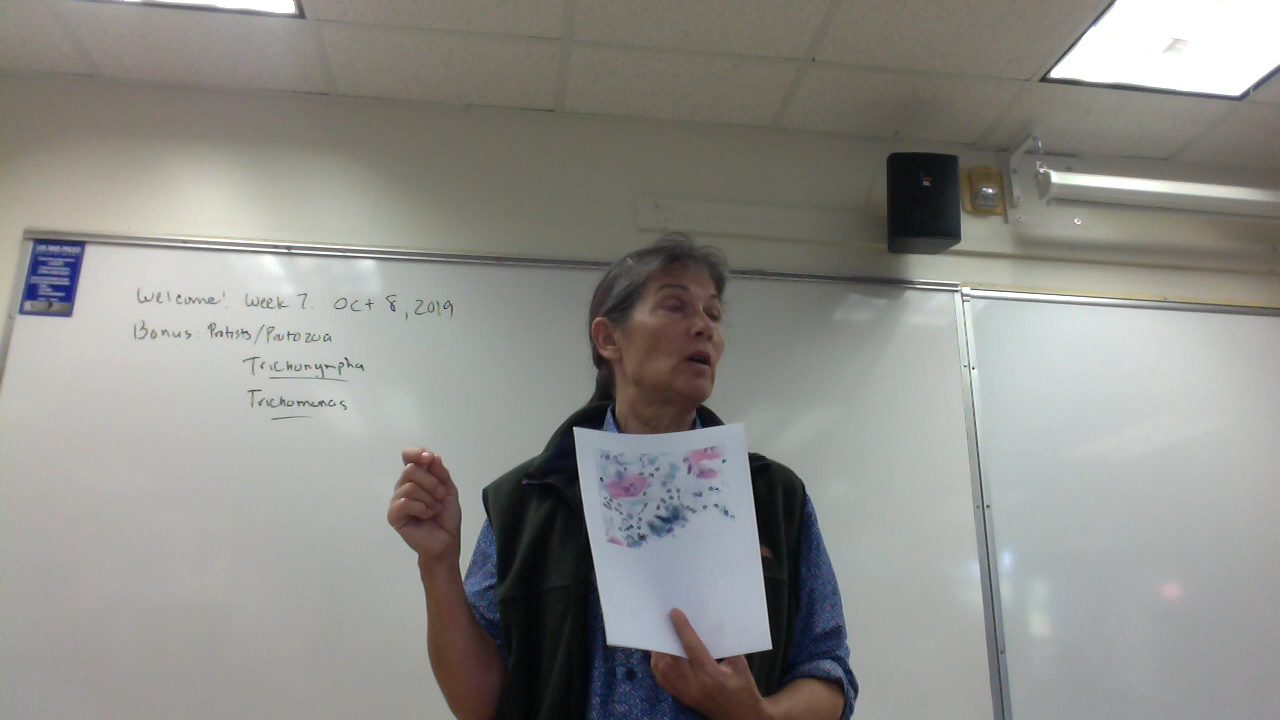 Welcome! Week 7. Oct 8, 2019
Bonus: Protists/Protozoa
Trichonympha
Trichomonas